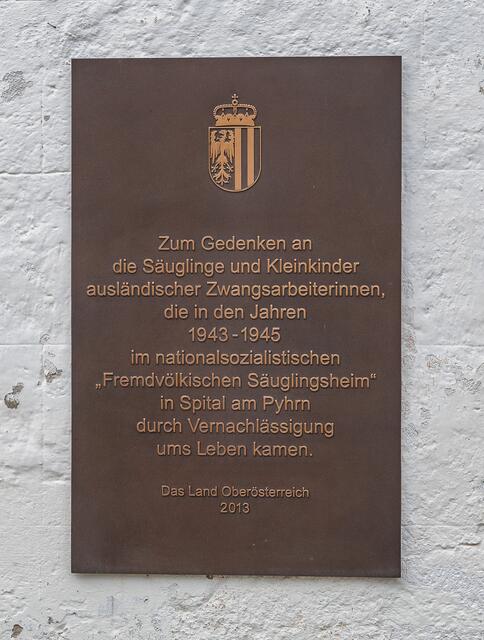 Zum Gedenken an
die Säuglinge und Kleinkinder
ausländischer Zwangsarbeiterinnen,
die in den Jahren
1943 - 1945
im nationalsozialistischen
„Fremdvölkischen Säuglingsheim“
in Spital am Pyhrn
durch Vernachlässigung
ums Leben kamen.
Das Land Oberösterreich
2013